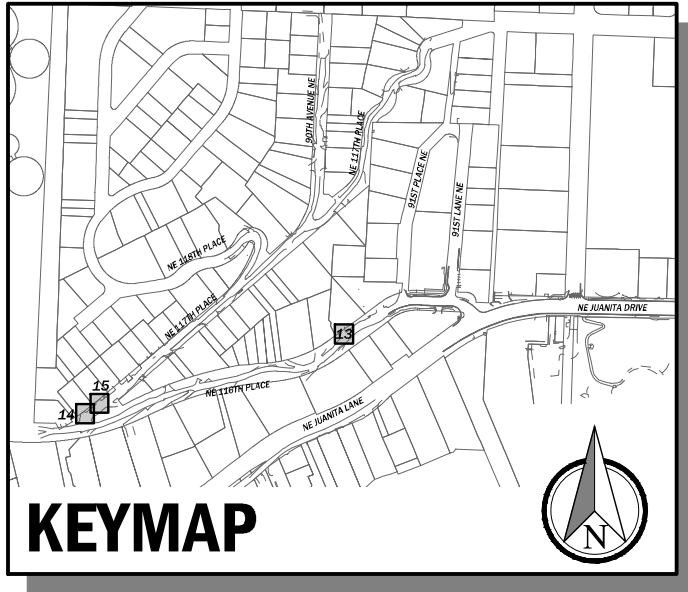 90TH AVENUE NE
NE 117TH PLACE
91ST PLACE NE
91ST LANE NE
NE 118TH PLACE
NE 117TH PLACE
NE JUANITA DRIVE
13
15
14
NE 116TH PLACE
NE JUANITA LANE
KEYMAP
N